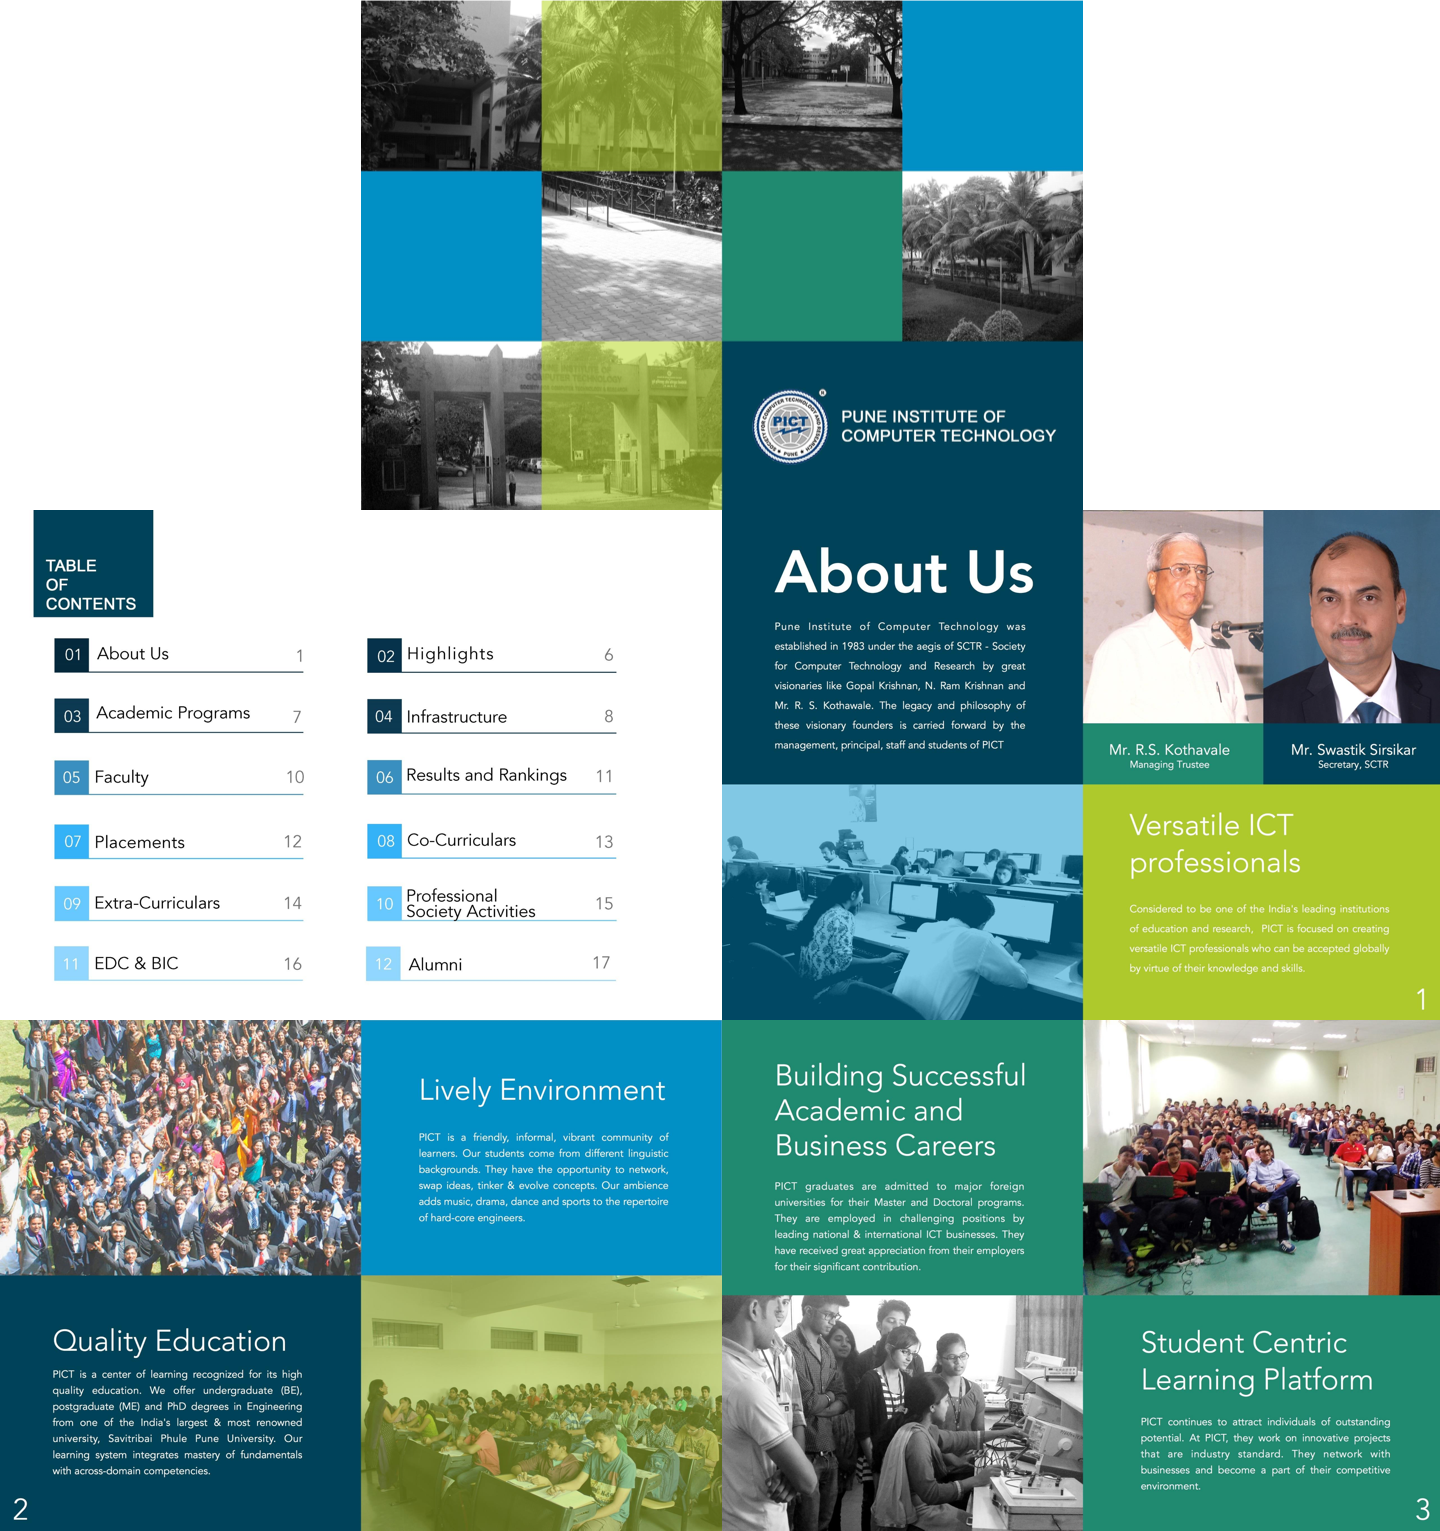 PUNE INSTITUTE OF
COMPUTER TECHNOLOGY
SOCIETY FOR COMPUTER TECHNOLOGY AND RESEARCH
PICT
PUNE
®
PUNE INSTITUTE OF
COMPUTER TECHNOLOGY
TABLE
OF
CONTENTS
01 About Us 1
02 Highlights 6
03 Academic Programs 7
04 Infrastructure 8
05 Faculty 10
06 Results and Rankings 11
07 Placements 12
08 Co-Curriculars 13
09 Extra-Curriculars 14
10 Professional
Society Activities 15
11 EDC & BIC 16
12 Alumni 17
About Us
Pune Institute of Computer Technology was
established in 1983 under the aegis of SCTR - Society
for Computer Technology and Research by great
visionaries like Gopal Krishnan, N. Ram Krishnan and
Mr. R. S. Kothawale. The legacy and philosophy of
these visionary founders is carried forward by the
management, principal, staff and students of PICT
Mr. R.S. Kothavale
Managing Trustee
Mr. Swastik Sirsikar
Secretary, SCTR
Versatile ICT
professionals
Considered to be one of the India's leading institutions
of education and research, PICT is focused on creating
versatile ICT professionals who can be accepted globally
by virtue of their knowledge and skills.
1
Lively Environment
PICT is a friendly, informal, vibrant community of
learners. Our students come from different linguistic
backgrounds. They have the opportunity to network,
swap ideas, tinker & evolve concepts. Our ambience
adds music, drama, dance and sports to the repertoire
of hard-core engineers.
Quality Education
PICT is a center of learning recognized for its high
quality education. We offer undergraduate (BE),
postgraduate (ME) and PhD degrees in Engineering
from one of the India's largest & most renowned
university, Savitribai Phule Pune University. Our
learning system integrates mastery of fundamentals
with across-domain competencies.
2
Building Successful
Academic and
Business Careers
PICT graduates are admitted to major foreign
universities for their Master and Doctoral programs.
They are employed in challenging positions by
leading national & international ICT businesses. They
have received great appreciation from their employers
for their significant contribution.
Student Centric
Learning Platform
PICT continues to attract individuals of outstanding
potential. At PICT, they work on innovative projects
that are industry standard. They network with
businesses and become a part of their competitive
environment.
3